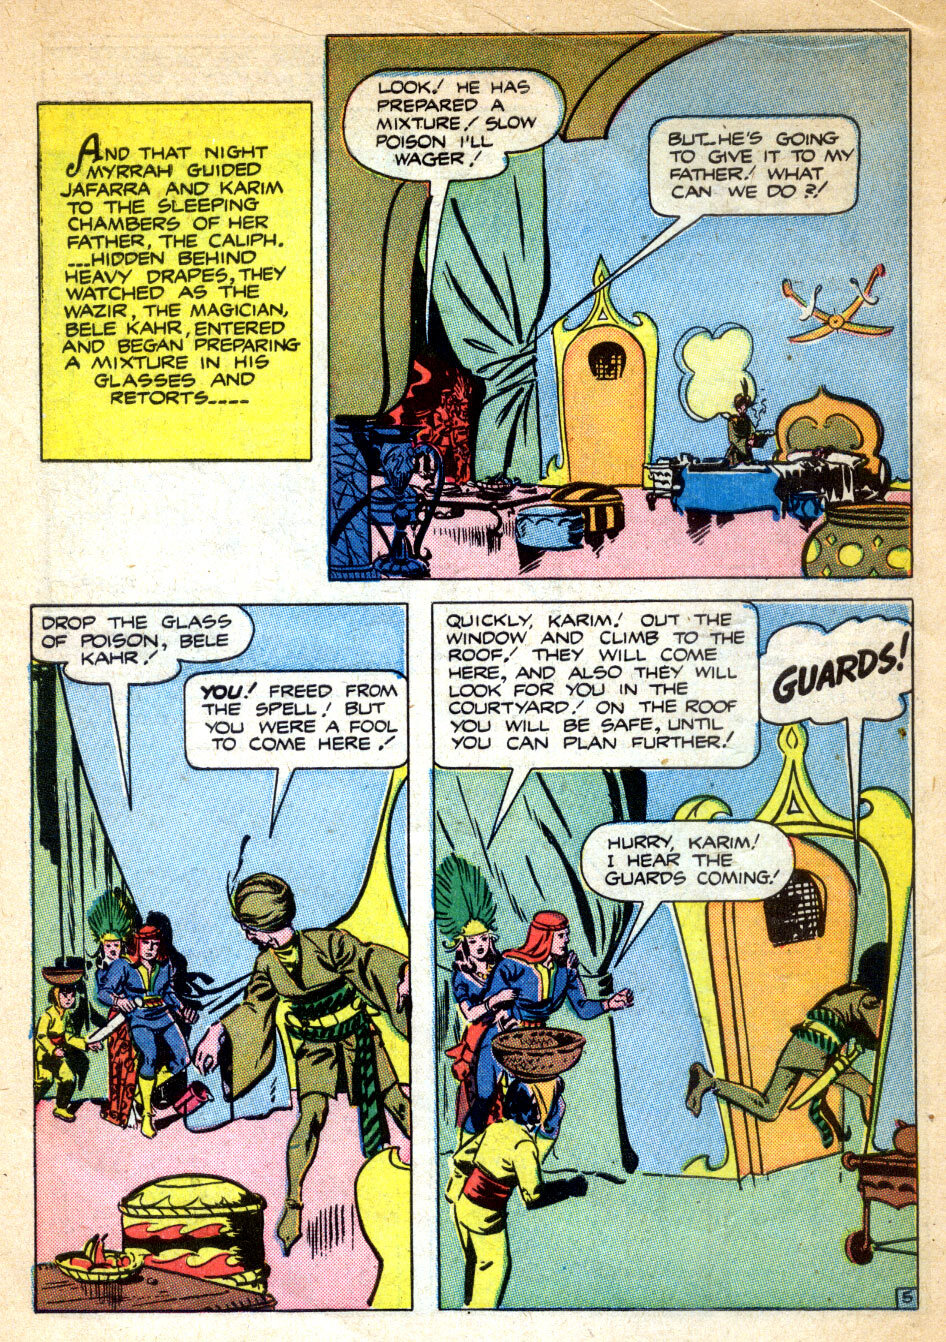 AND THAT NIGHT
MYRRAH GUIDED
JAFARRA AND KARIM
TO THE SLEEPING
CHAMBERS OF HER
FATHER, THE CALIPH.
...HIDDEN BEHIND
HEAVY DRAPES, THEY
WATCHED AS THE
WAZIR, THE MAGICIAN,
BELE KAHR, ENTERED
AND BEGAN PREPARING
A MIXTURE IN HIS
GLASSES AND
RETORTS....
LOOK! HE HAS
PREPARED A
MIXTURE! SLOW
POISON I'LL
WAGER!
BUT...HE'S GOING
TO GIVE IT TO MY
FATHER! WHAT
CAN WE DO?!
DROP THE GLASS
OF POISON, BELE
KAHR!
YOU! FREED FROM
THE SPELL! BUT
YOU WERE A FOOL
TO COME HERE!
QUICKLY, KARIM! OUT THE
WINDOW AND CLIMB TO THE
ROOF! THEY WILL COME
HERE, AND ALSO THEY WILL
LOOK FOR YOU IN THE
COURTYARD! ON THE ROOF
YOU WILL BE SAFE, UNTIL
YOU CAN PLAN FURTHER!
GUARDS!
HURRY, KARIM!
I HEAR THE
GUARDS COMING!
5